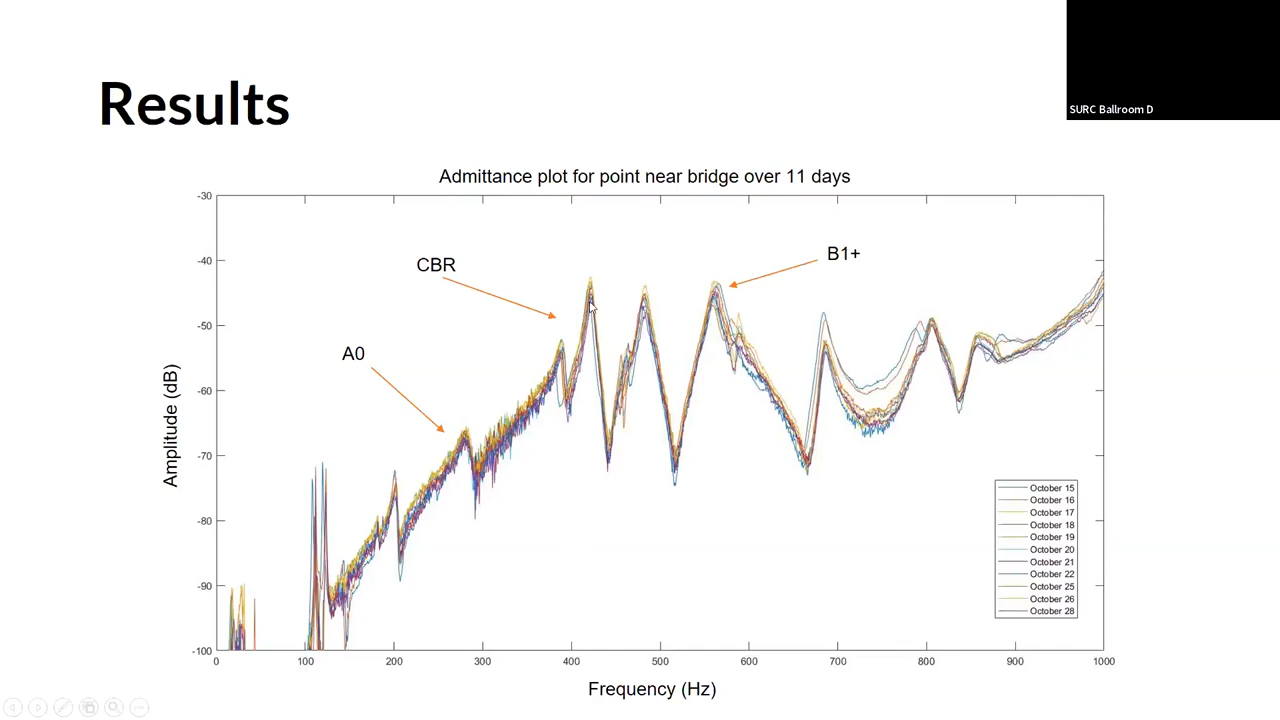 SURC Ballroom D
Results
Admittance plot for point near bridge over 11 days
-30
-40
-50
-60
-70
-80
-90
-100
Amplitude (dB)
CBR
B1+
A0
October 15
October 16
October 17
October 18
October 19
October 20
October 21
October 22
October 25
October 26
October 28
0 100 200 300 400 500 600 700 800 900 1000
Frequency (Hz)